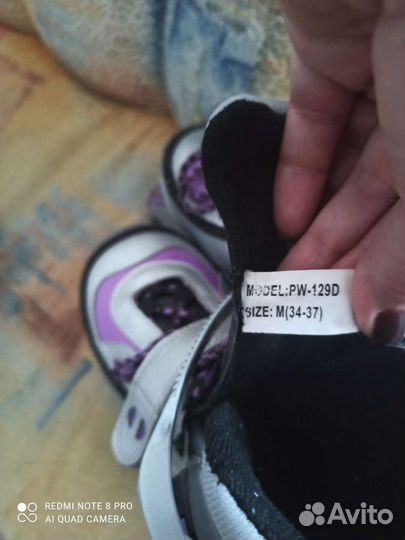 MODEL:PW-129D
SIZE: M(34-37)
REDMI NOTE 8 PRO
AI QUAD CAMERA
Avito